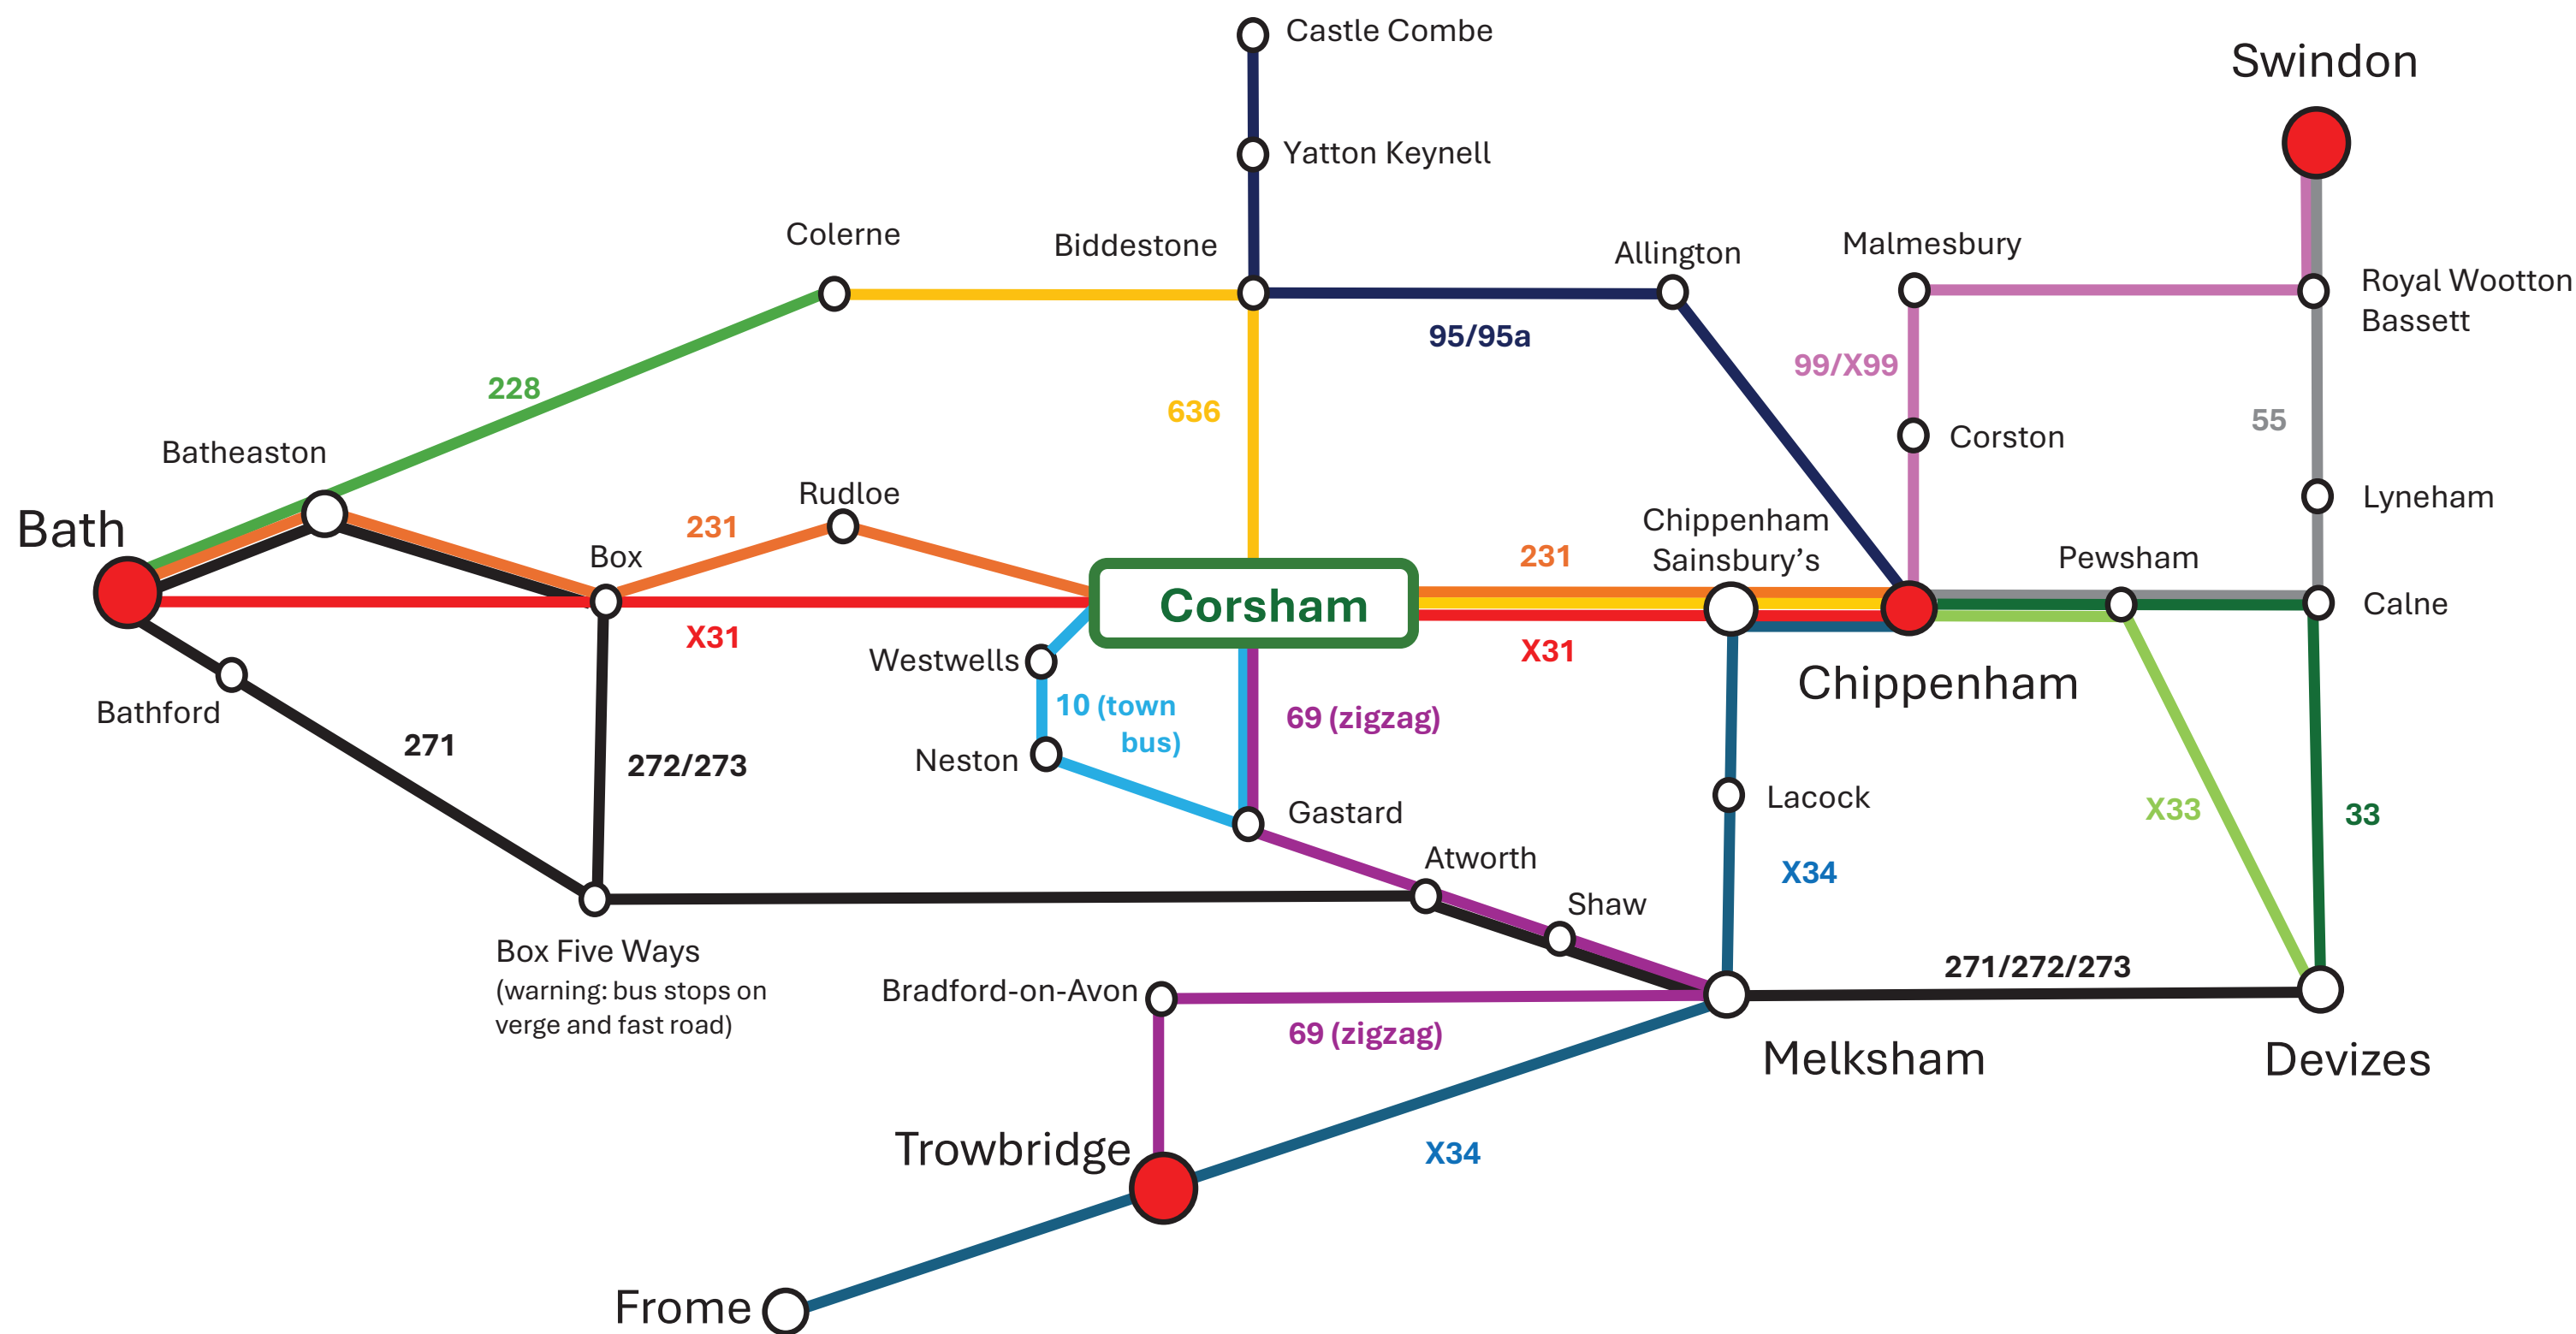 Castle Combe
Swindon
Yatton Keynell
Colerne
Biddestone
Allington
Malmesbury
Royal Wootton
Bassett
95/95a
99/X99
228
636
55
Corston
Batheaston
Rudloe
Lyneham
Bath
231
Chippenham
Sainsbury’s
Box
231
Pewsham
Corsham
Calne
X31
X31
Westwells
Chippenham
Bathford
10 (town
bus)
69 (zigzag)
271
272/273
Neston
Gastard
Lacock
X33
33
Atworth
X34
Shaw
Box Five Ways
(warning: bus stops on
verge and fast road)
Bradford-on-Avon
271/272/273
69 (zigzag)
Melksham
Devizes
Trowbridge
X34
Frome